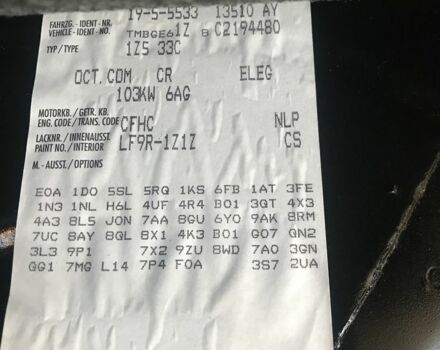 19-5-5533 13510 AY
FAHRZG.-IDENT-NR.
VEHICLE-IDENT-NO. TMBGE61Z B C2194480
TYP/TYPE 1Z5 33C
OCT.COM / CR ELEG
103KW 6AG
MOTORKB./GETR.KB.
ENG.CODE/TRANS.CODE CFHC NLP
LACKNR./INNENAUSST.
PAINT NO./INTERIOR LF9R-1Z1Z CS
M.-AUSST./OPTIONS
E0A 1D0 5SL 5RQ 1KS 6FB 1AT 3FE
1N3 1NL H6L 4UF 4R4 B01 3GT 4X3
4A3 8L5 J0N 7AA 8GU 6Y0 9AK 8RM
7UC 8AY 8QL 8X1 4K3 B01 G07 QN2
3L3 9P1 7X2 9ZU 8WD 7A0 3GN
GG1 7MG L14 7P4 F0A 3S7 2UA